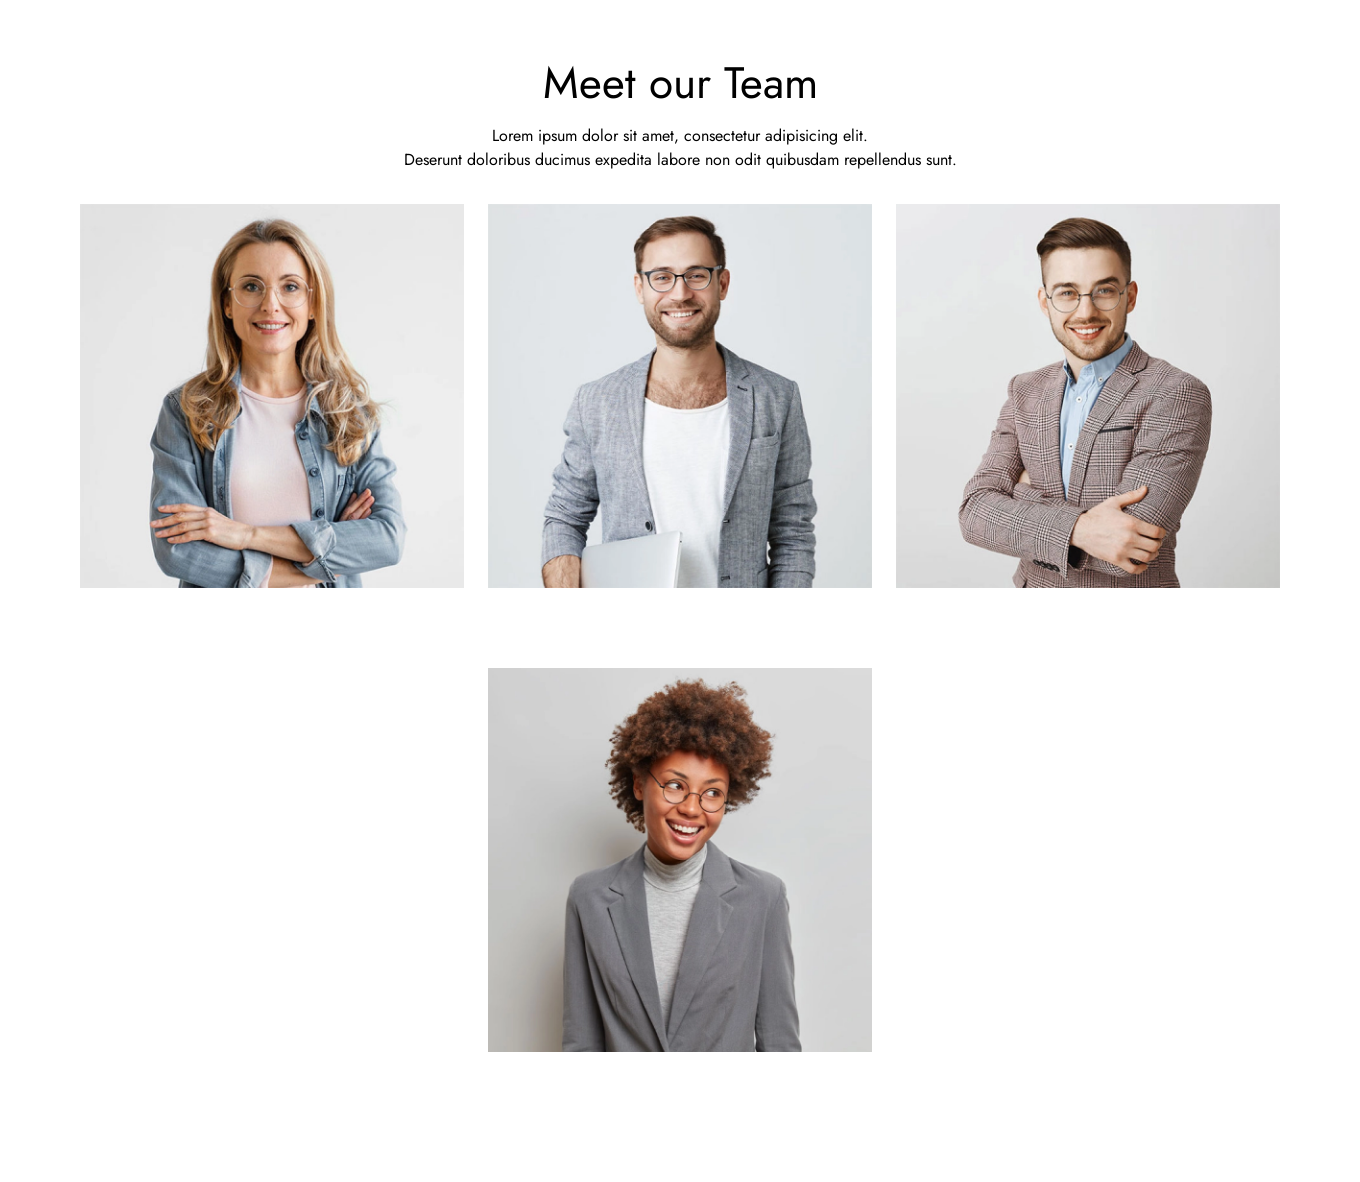 Meet our Team
Lorem ipsum dolor sit amet, consectetur adipisicing elit.
Deserunt doloribus ducimus expedita labore non odit quibusdam repellendus sunt.